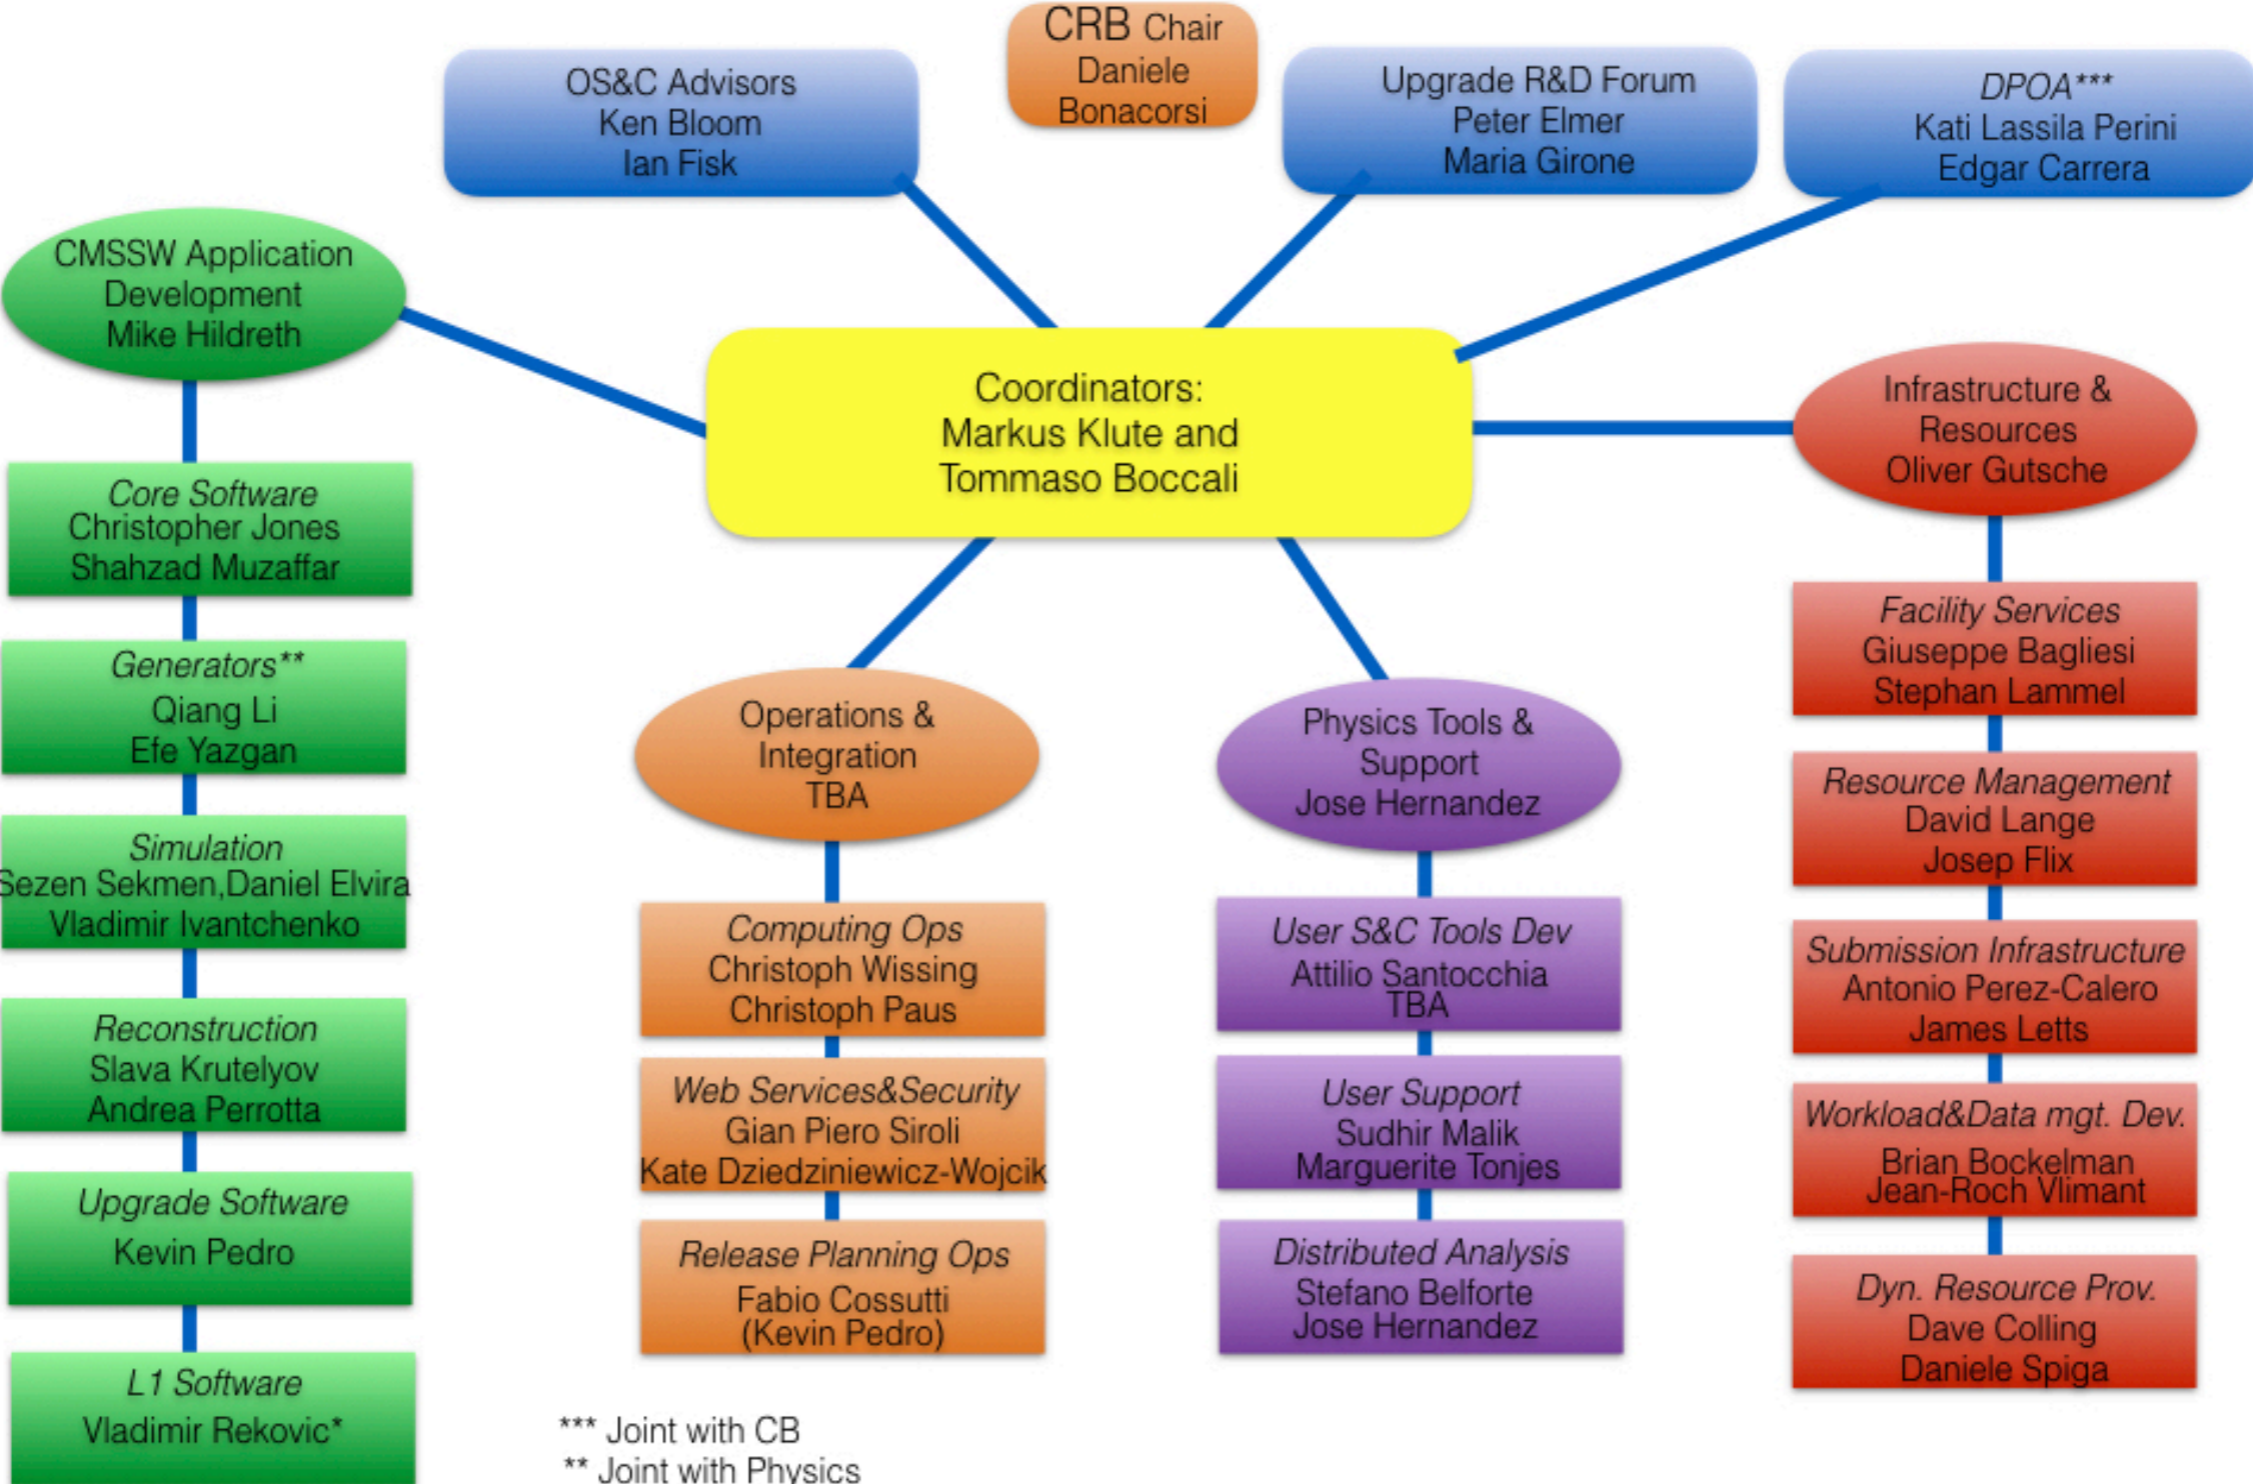 CRB Chair
Daniele
Bonacorsi
OS&C Advisors
Ken Bloom
Ian Fisk
Upgrade R&D Forum
Peter Elmer
Maria Girone
DPOA***
Kati Lassila Perini
Edgar Carrera
CMSSW Application
Development
Mike Hildreth
Coordinators:
Markus Klute and
Tommaso Boccali
Infrastructure &
Resources
Oliver Gutsche
Core Software
Christopher Jones
Shahzad Muzaffar
Generators**
Qiang Li
Efe Yazgan
Simulation
Sezen Sekmen,Daniel Elvira
Vladimir Ivantchenko
Reconstruction
Slava Krutelyov
Andrea Perrotta
Upgrade Software
Kevin Pedro
L1 Software
Vladimir Rekovic*
Operations &
Integration
TBA
Computing Ops
Christoph Wissing
Christoph Paus
Web Services&Security
Gian Piero Siroli
Kate Dziedziniewicz-Wojcik
Release Planning Ops
Fabio Cossutti
(Kevin Pedro)
Physics Tools &
Support
Jose Hernandez
User S&C Tools Dev
Attilio Santocchia
TBA
User Support
Sudhir Malik
Marguerite Tonjes
Distributed Analysis
Stefano Belforte
Jose Hernandez
Facility Services
Giuseppe Bagliesi
Stephan Lammel
Resource Management
David Lange
Josep Flix
Submission Infrastructure
Antonio Perez-Calero
James Letts
Workload&Data mgt. Dev.
Brian Bockelman
Jean-Roch Vlimant
Dyn. Resource Prov.
Dave Colling
Daniele Spiga
*** Joint with CB
** Joint with Physics